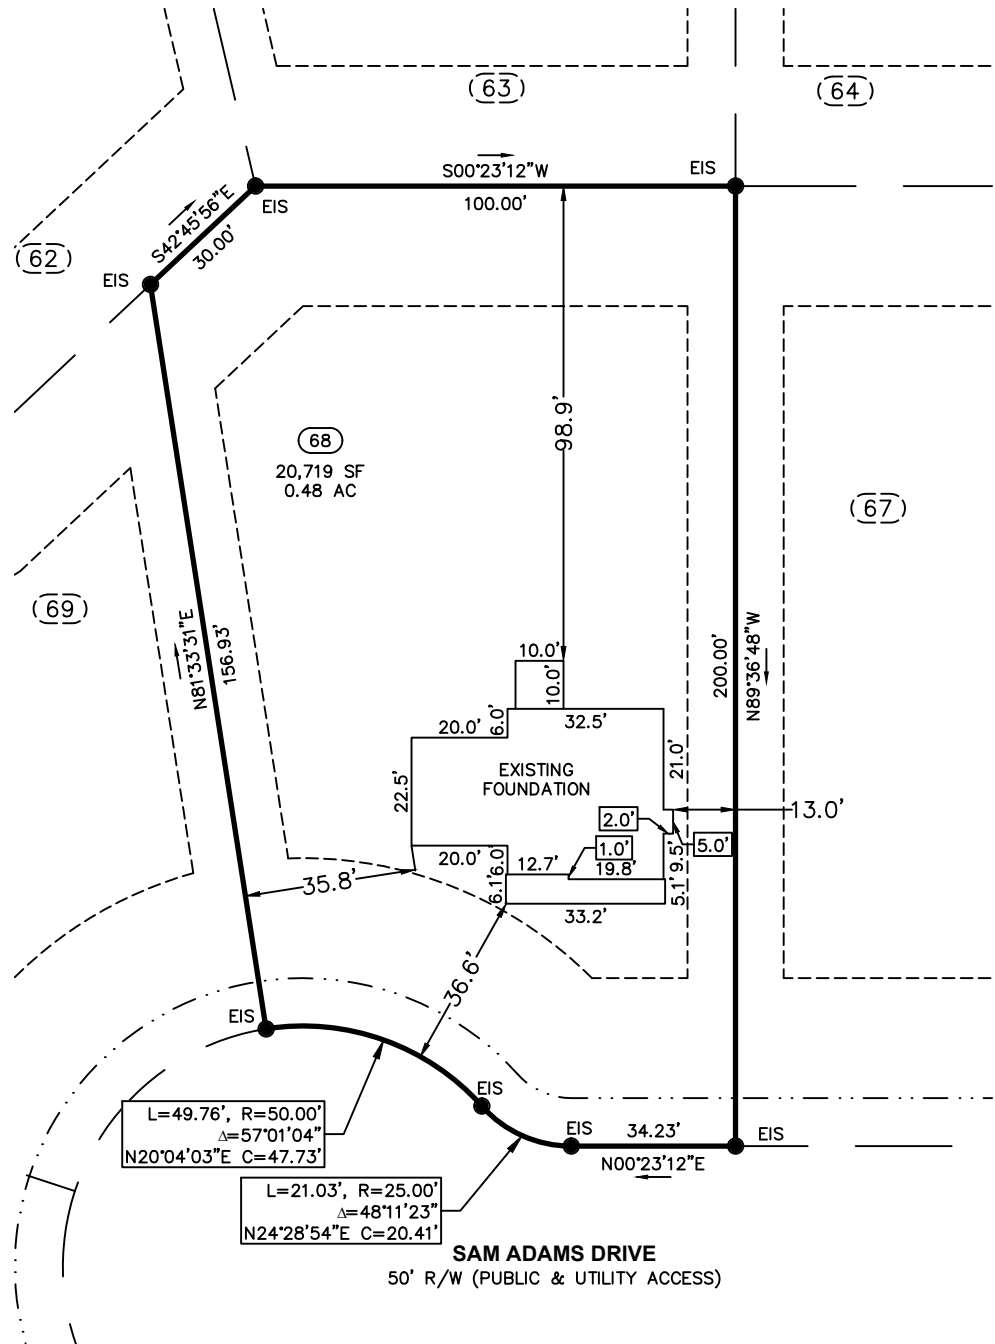 63
64
S00°23'12"W
EIS
100.00'
EIS
S42°45'56"E
30.00'
62
EIS
98.9'
68
20,719 SF
0.48 AC
67
69
N81°33'31"E
156.93'
200.00'
N89°36'48"W
10.0'
10.0'
6.0'
32.5'
20.0'
21.0'
22.5'
EXISTING
FOUNDATION
13.0'
2.0'
5.0'
1.0'
20.0'
6.0'
12.7'
19.8'
9.5'
35.8'
6.1'
5.1'
33.2'
36.6'
EIS
EIS
L=49.76', R=50.00'
Δ=57°01'04"
N20°04'03"E C=47.73'
EIS
34.23'
EIS
N00°23'12"E
L=21.03', R=25.00'
Δ=48°11'23"
N24°28'54"E C=20.41'
SAM ADAMS DRIVE
50' R/W (PUBLIC & UTILITY ACCESS)